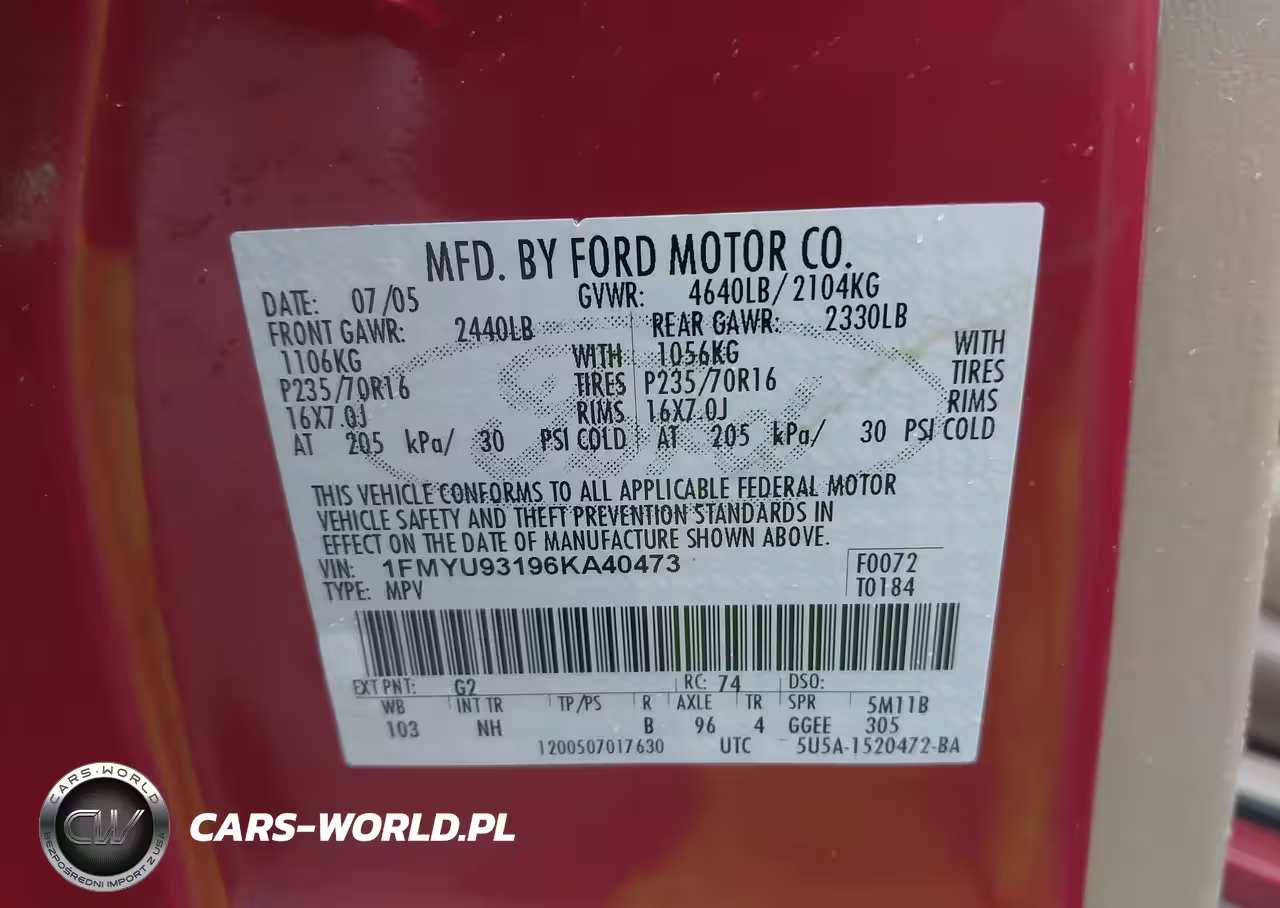 MFD. BY FORD MOTOR CO.
DATE: 07/05 GVWR: 4640LB/2104KG
FRONT GAWR: 2440LB REAR GAWR: 2330LB
1106KG WITH 1056KG WITH
P235/70R16 TIRES P235/70R16 TIRES
16X7.0J RIMS 16X7.0J RIMS
AT 205 kPa/ 30 PSI COLD AT 205 kPa/ 30 PSI COLD
THIS VEHICLE CONFORMS TO ALL APPLICABLE FEDERAL MOTOR
VEHICLE SAFETY AND THEFT PREVENTION STANDARDS IN
EFFECT ON THE DATE OF MANUFACTURE SHOWN ABOVE.
VIN: 1FMYU93196KA40473 F0072
TYPE: MPV T0184
EXT PNT: G2 RC: 74 DSO:
WB INT TR TP/PS R AXLE TR SPR 5M11B
103 NH B 96 4 GGEE 305
1200507017630 UTC 5U5A-1520472-BA
Ford
CARS-WORLD
CW
BEZPOŚREDNI IMPORT Z USA
CARS-WORLD.PL